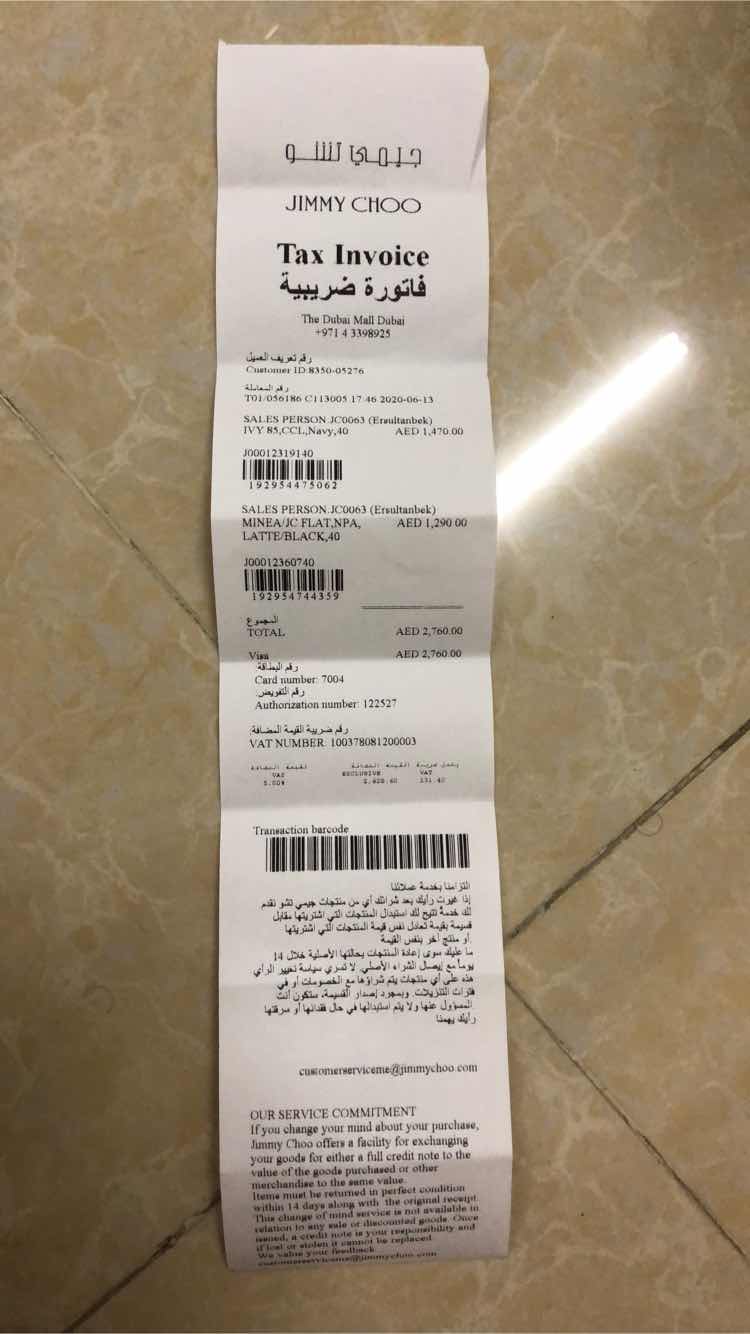 جيمي تشو
JIMMY CHOO
Tax Invoice
فاتورة ضريبية
The Dubai Mall Dubai
+971 4 3398925
رقم تعريف العميل
Customer ID:8350-05276
رقم المعاملة
T01/056186 C113005 17:46 2020-06-13
SALES PERSON.JC0063 (Ersultanbek)
IVY 85,CCL,Navy,40 AED 1,470.00
J00012319140
192954475062
SALES PERSON.JC0063 (Ersultanbek)
MINEA/JC FLAT,NPA, AED 1,290.00
LATTE/BLACK,40
J00012360740
192954744359
المجموع
TOTAL AED 2,760.00
Visa AED 2,760.00
رقم البطاقة:
Card number: 7004
رقم التفويض:
Authorization number: 122527
رقم ضريبة القيمة المضافة:
VAT NUMBER: 100378081200003
VAT EXCLUSIVE VAT
5.00% 2,628.60 131.40
Transaction barcode
التزامنا بخدمة عملائنا
إذا غيرت رأيك بعد شرائك أي من منتجات جيمي تشو نقدم
لك خدمة تتيح لك استبدال المنتجات التي اشتريتها مقابل
قسيمة بقيمة تعادل نفس قيمة المنتجات التي اشتريتها
أو منتج آخر بنفس القيمة.
ما عليك سوى إعادة المنتجات بحالتها الأصلية خلال 14
يوماً مع إيصال الشراء الأصلي. لا تسري سياسة تغيير الرأي
هذه على أي منتجات يتم شراؤها مع الخصومات أو في
فترات التنزيلات. وبمجرد إصدار القسيمة، ستكون أنت
المسؤول عنها ولا يتم استبدالها في حال فقدانها أو سرقتها
رأيك يهمنا
customerserviceme@jimmychoo.com
OUR SERVICE COMMITMENT
If you change your mind about your purchase,
Jimmy Choo offers a facility for exchanging
your goods for either a full credit note to the
value of the goods purchased or other
merchandise to the same value.
Items must be returned in perfect condition
within 14 days along with the original receipt.
This change of mind service is not available in
relation to any sale or discounted goods. Once
issued, a credit note is your responsibility and
if lost or stolen it cannot be replaced.
We value your feedback
customerserviceme@jimmychoo.com